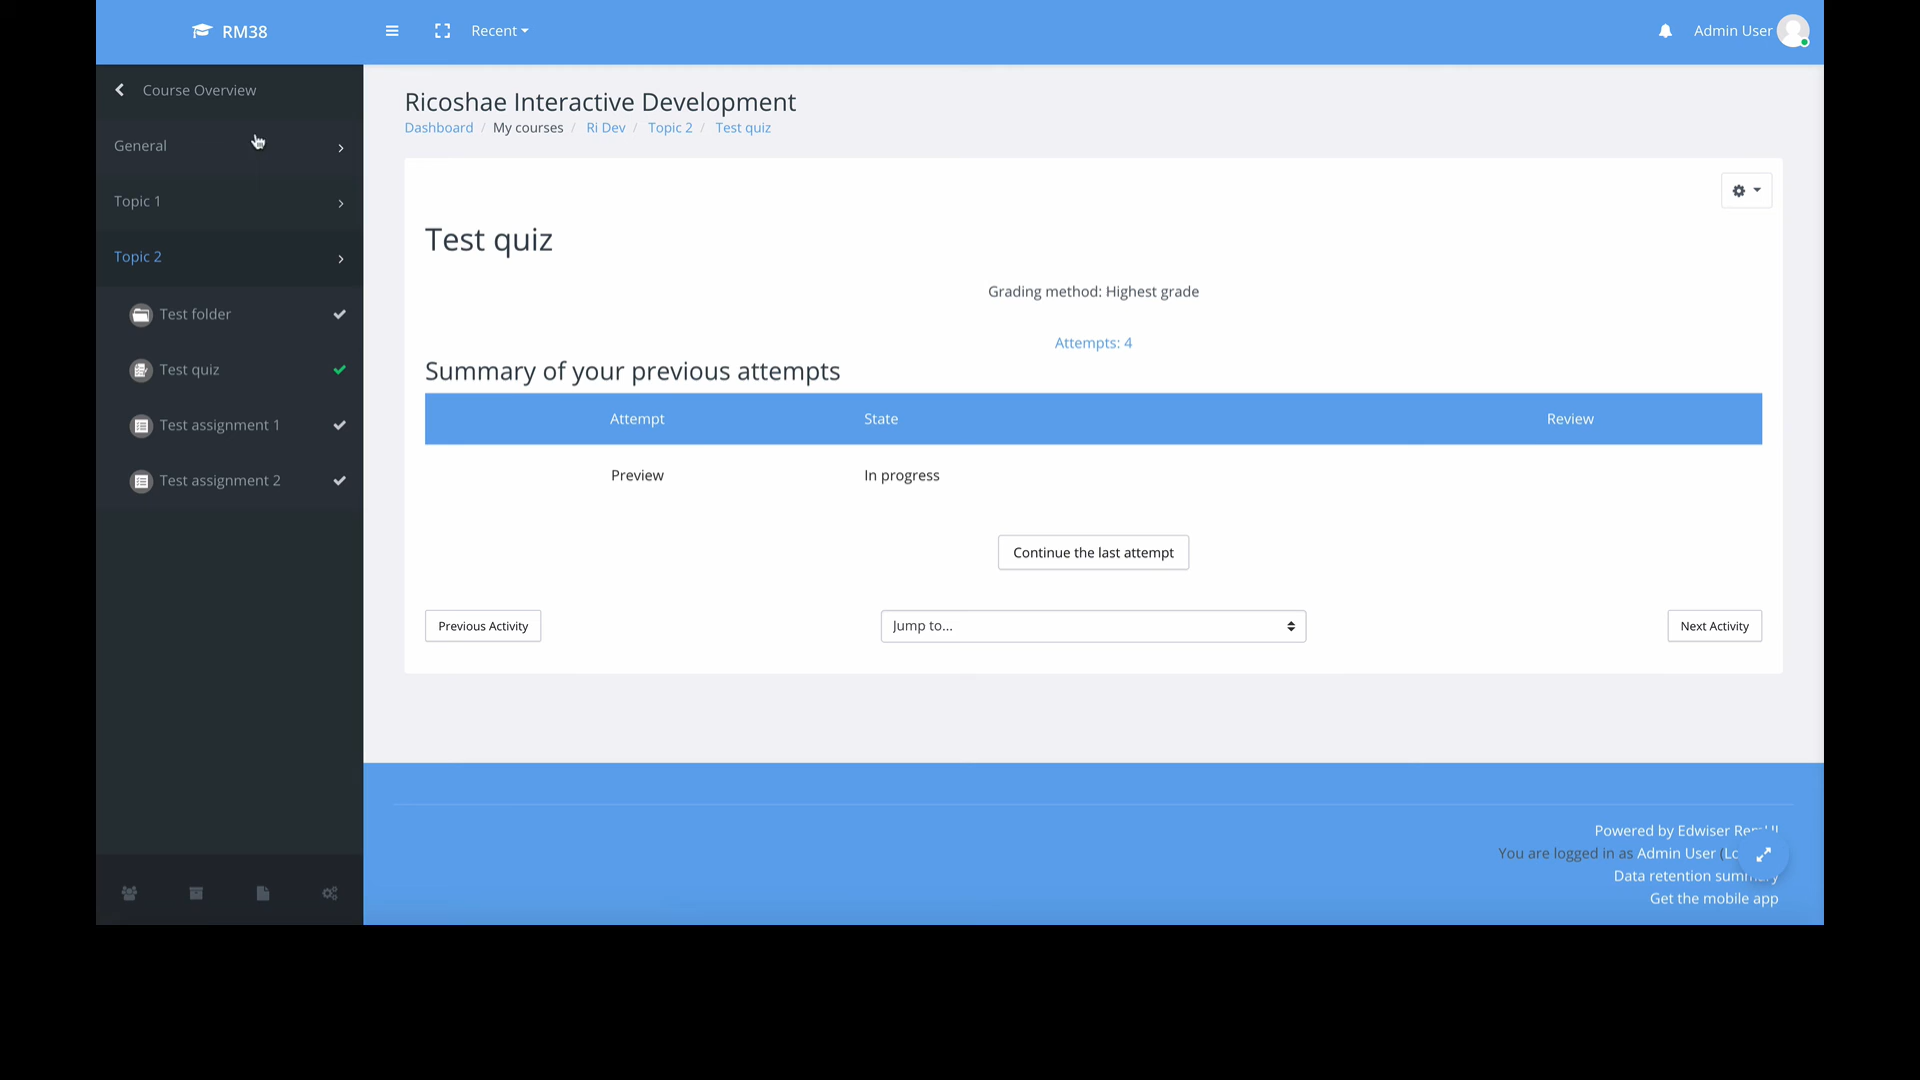 RM38
Recent
Admin User
Course Overview
General
Topic 1
Topic 2
Test folder
Test quiz
Test assignment 1
Test assignment 2
Ricoshae Interactive Development
Dashboard / My courses / Ri Dev / Topic 2 / Test quiz
Test quiz
Grading method: Highest grade
Attempts: 4
Summary of your previous attempts
Attempt State Review
Preview In progress
Continue the last attempt
Previous Activity
Jump to...
Next Activity
Powered by Edwiser
You are logged in as Admin User
Data retention
Get the mobile app